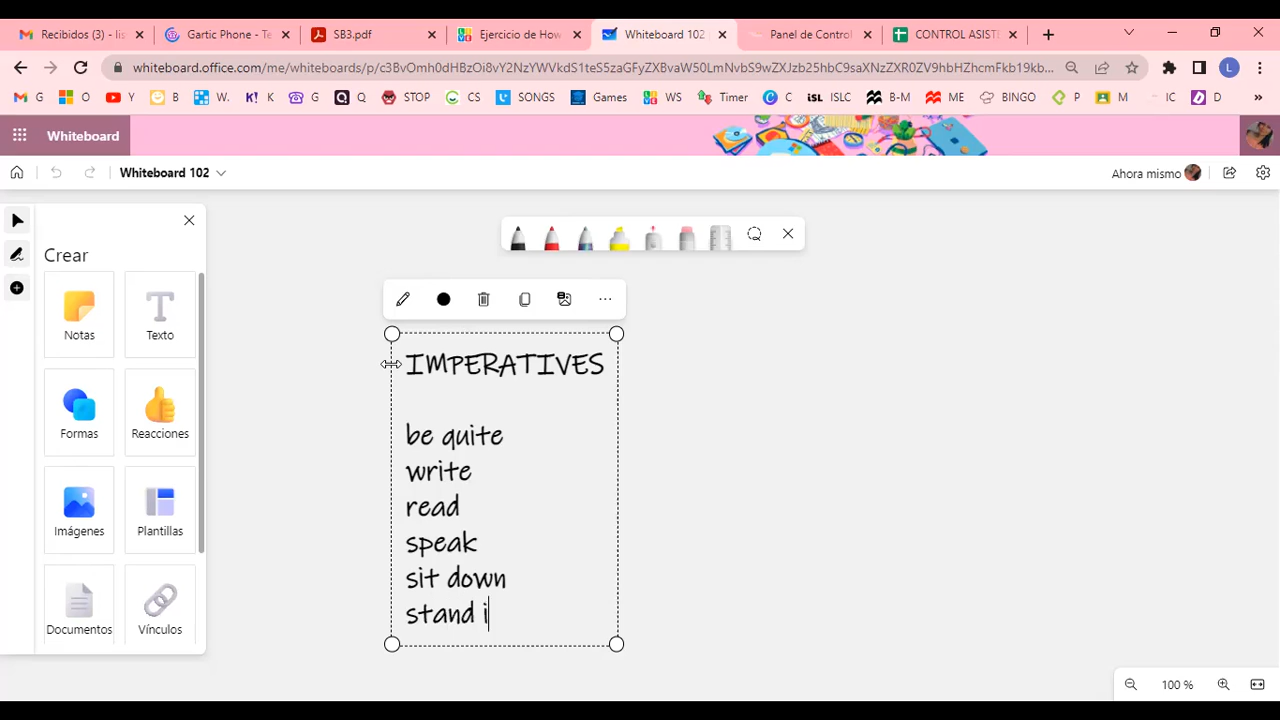 Recibidos (3) - lis
Gartic Phone - Te
SB3.pdf
Ejercicio de How
Whiteboard 102
Panel de Control
CONTROL ASISTE
whiteboard.office.com/me/whiteboards/p/c3BvOmh0dHBzOi8vY2NzYWVkdS1teS5zaGFyZXBvaW50LmNvbS9wZXJzb25hbC9saXNzZXR0ZV9hbHZhcmFkb19kb...
G
O
Y
B
W.
K!
G
Q
STOP
CS
SONGS
Games
WS
Timer
C
ISLC
B-M
ME
BINGO
P
M
IC
D
»
Whiteboard
Whiteboard 102
Ahora mismo
Crear
Notas
Texto
Formas
Reacciones
Imágenes
Plantillas
Documentos
Vínculos
IMPERATIVES
be quite
write
read
speak
sit down
stand i
100 %